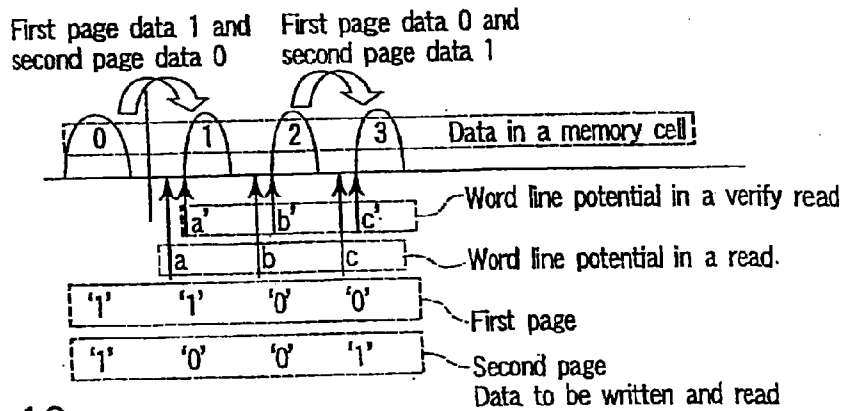 First page data 1 and
second page data 0
First page data 0 and
second page data 1
0 1 2 3 Data in a memory cell
a' b' c' Word line potential in a verify read
a b c Word line potential in a read.
'1' '1' '0' '0' First page
'1' '0' '0' '1' Second page
Data to be written and read